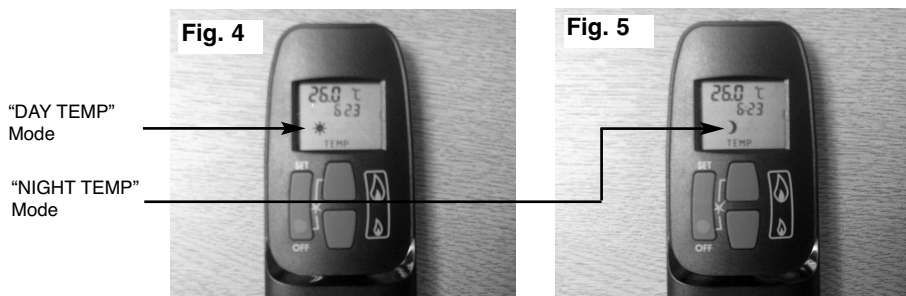 Fig. 4
Fig. 5
“DAY TEMP”
Mode
“NIGHT TEMP”
Mode
26.0 °C
6:23
TEMP
SET
OFF
26.0 °C
6:23
TEMP
SET
OFF